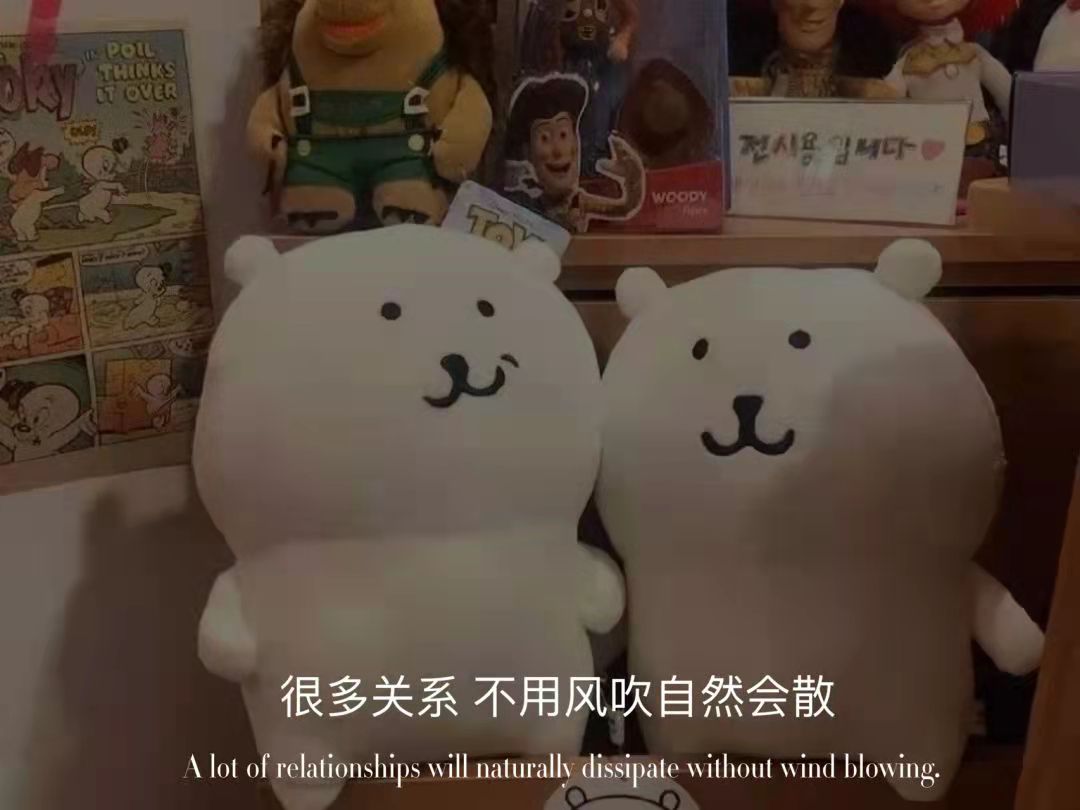 POLL
THINKS
IT OVER
WOODY
전시용입니다
TOY
很多关系 不用风吹自然会散
A lot of relationships will naturally dissipate without wind blowing.